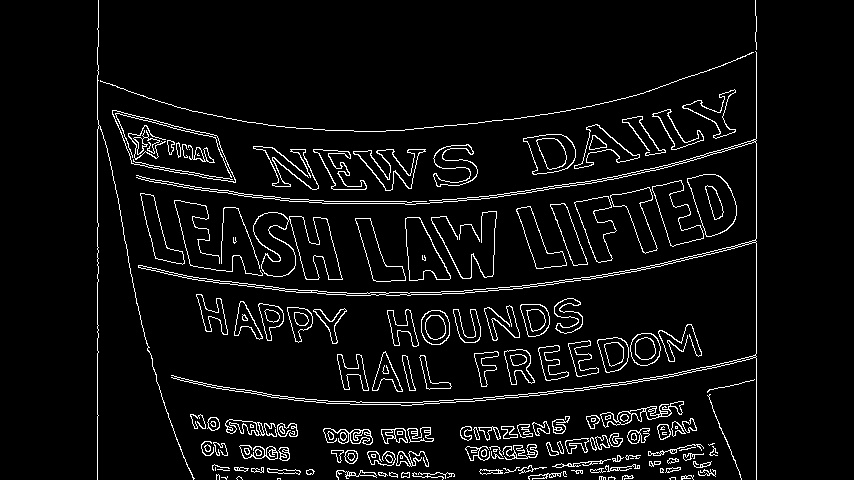 FINAL
NEWS DAILY
LEASH LAW LIFTED
HAPPY HOUNDS
HAIL FREEDOM
NO STRINGS
ON DOGS
DOGS FREE
TO ROAM
CITIZENS' PROTEST
FORCES LIFTING OF BAN